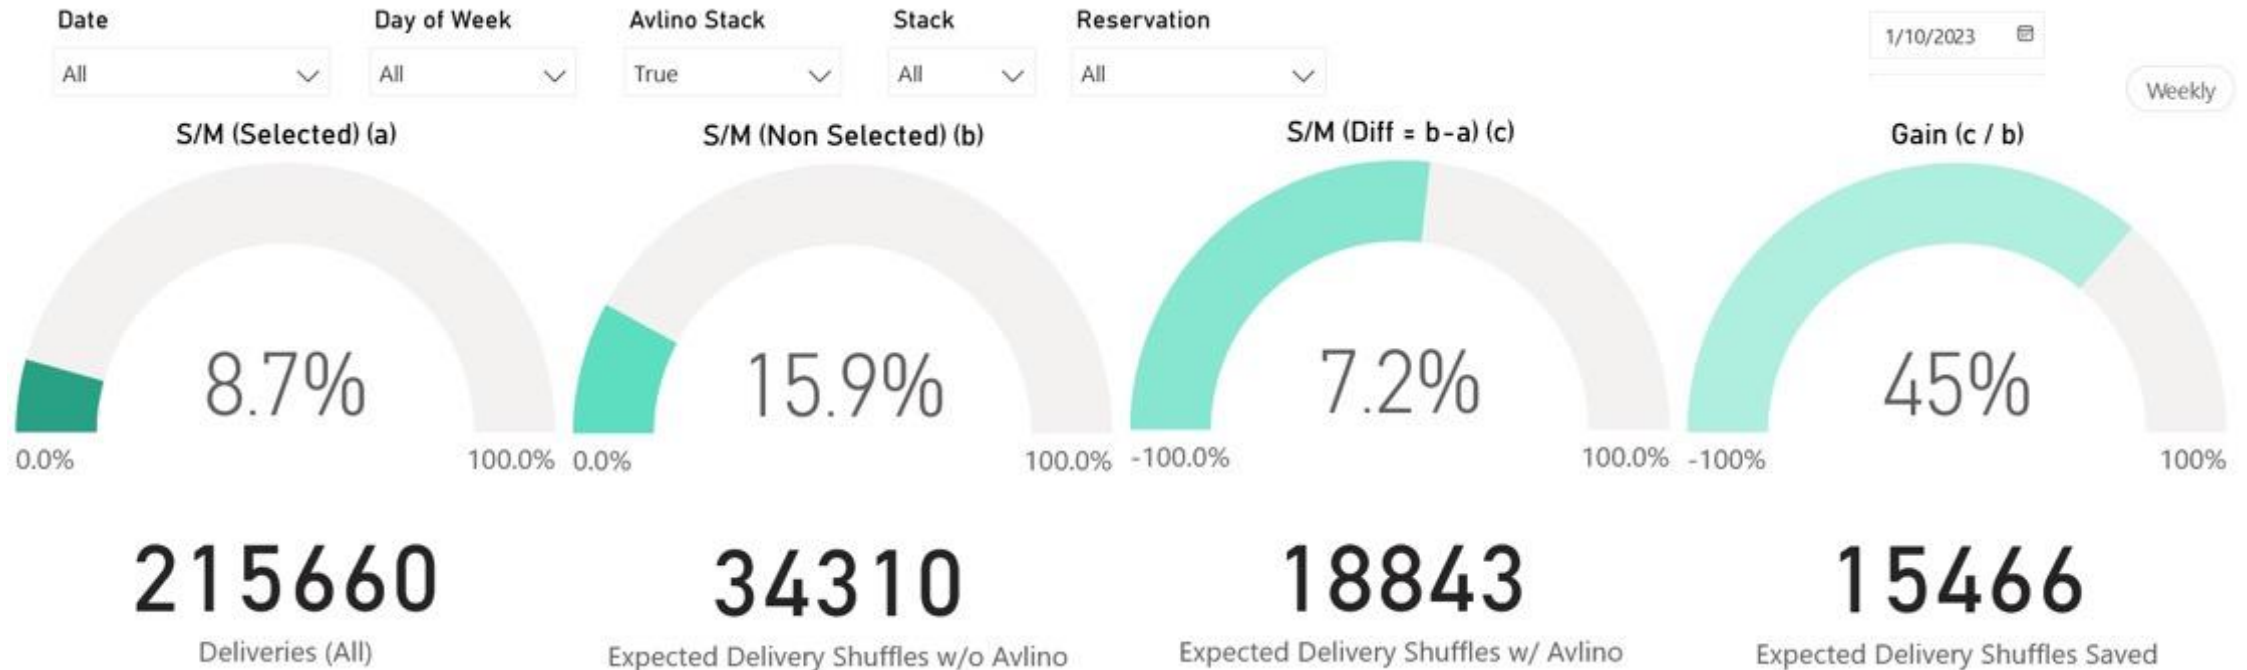 Date Day of Week Avlino Stack Stack Reservation
1/10/2023
All All True All All
Weekly
S/M (Selected) (a) S/M (Non Selected) (b) S/M (Diff = b-a) (c) Gain (c / b)
8.7% 15.9% 7.2% 45%
0.0% 100.0% 0.0% 100.0% -100.0% 100.0% -100% 100%
215660 34310 18843 15466
Deliveries (All) Expected Delivery Shuffles w/o Avlino Expected Delivery Shuffles w/ Avlino Expected Delivery Shuffles Saved